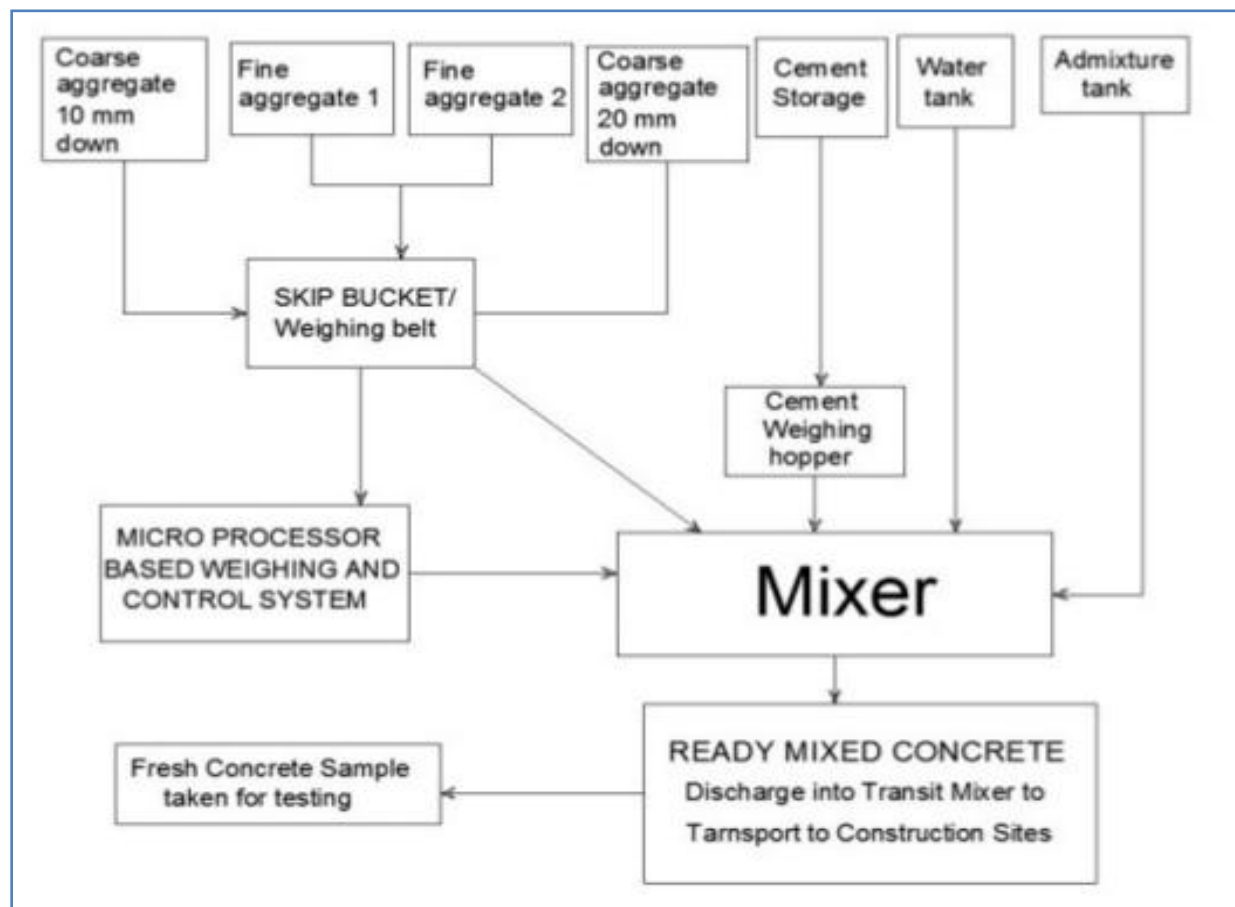 Coarse
aggregate
10 mm
down
Fine
aggregate 1
Fine
aggregate 2
Coarse
aggregate
20 mm
down
Cement
Storage
Water
tank
Admixture
tank
SKIP BUCKET/
Weighing belt
Cement
Weighing
hopper
MICRO PROCESSOR
BASED WEIGHING AND
CONTROL SYSTEM
Mixer
READY MIXED CONCRETE
Discharge into Transit Mixer to
Tarnsport to Construction Sites
Fresh Concrete Sample
taken for testing